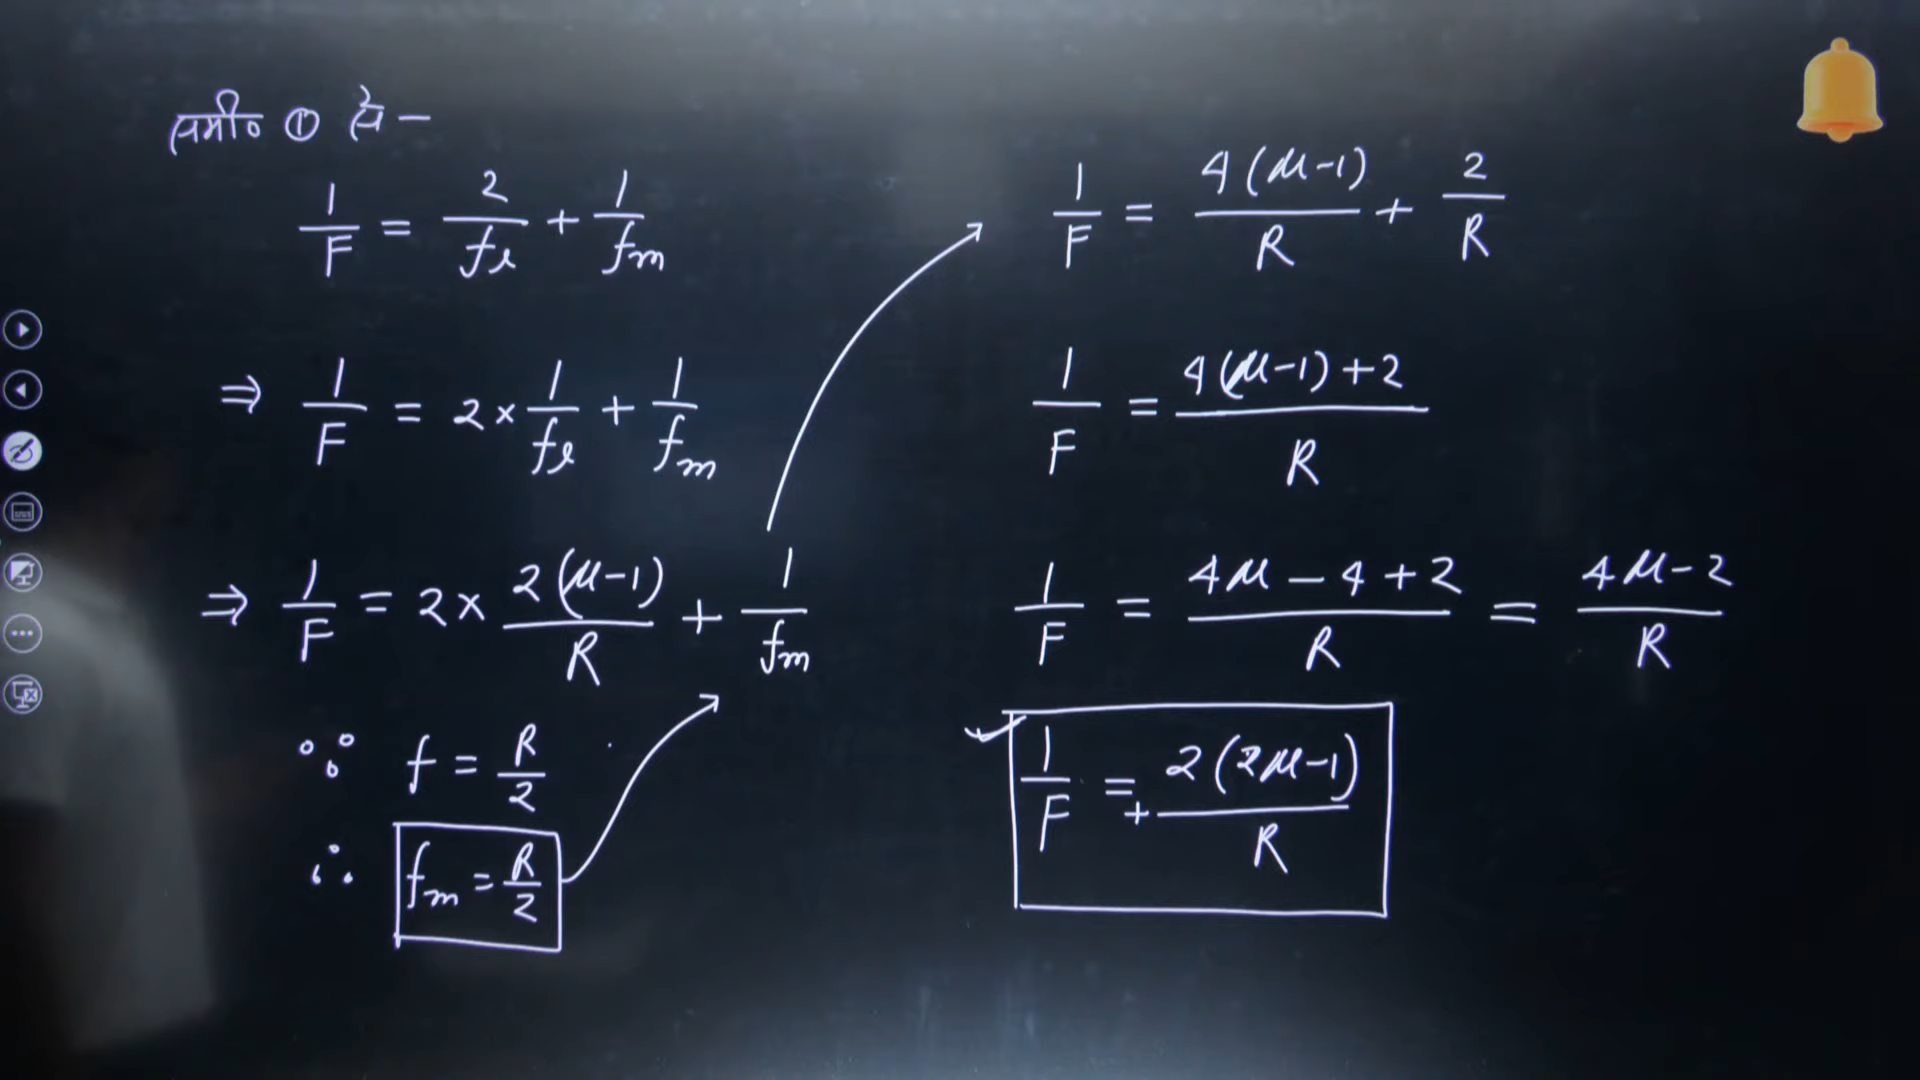 समी० ① से -
1/F = 2/fl + 1/fm
⇒ 1/F = 2 × 1/fl + 1/fm
⇒ 1/F = 2 × 2(μ-1)/R + 1/fm
∵ f = R/2
∴ fm = R/2
1/F = 4(μ-1)/R + 2/R
1/F = 4(μ-1)+2/R
1/F = 4μ - 4 + 2/R = 4μ - 2/R
1/F = + 2(2μ-1)/R